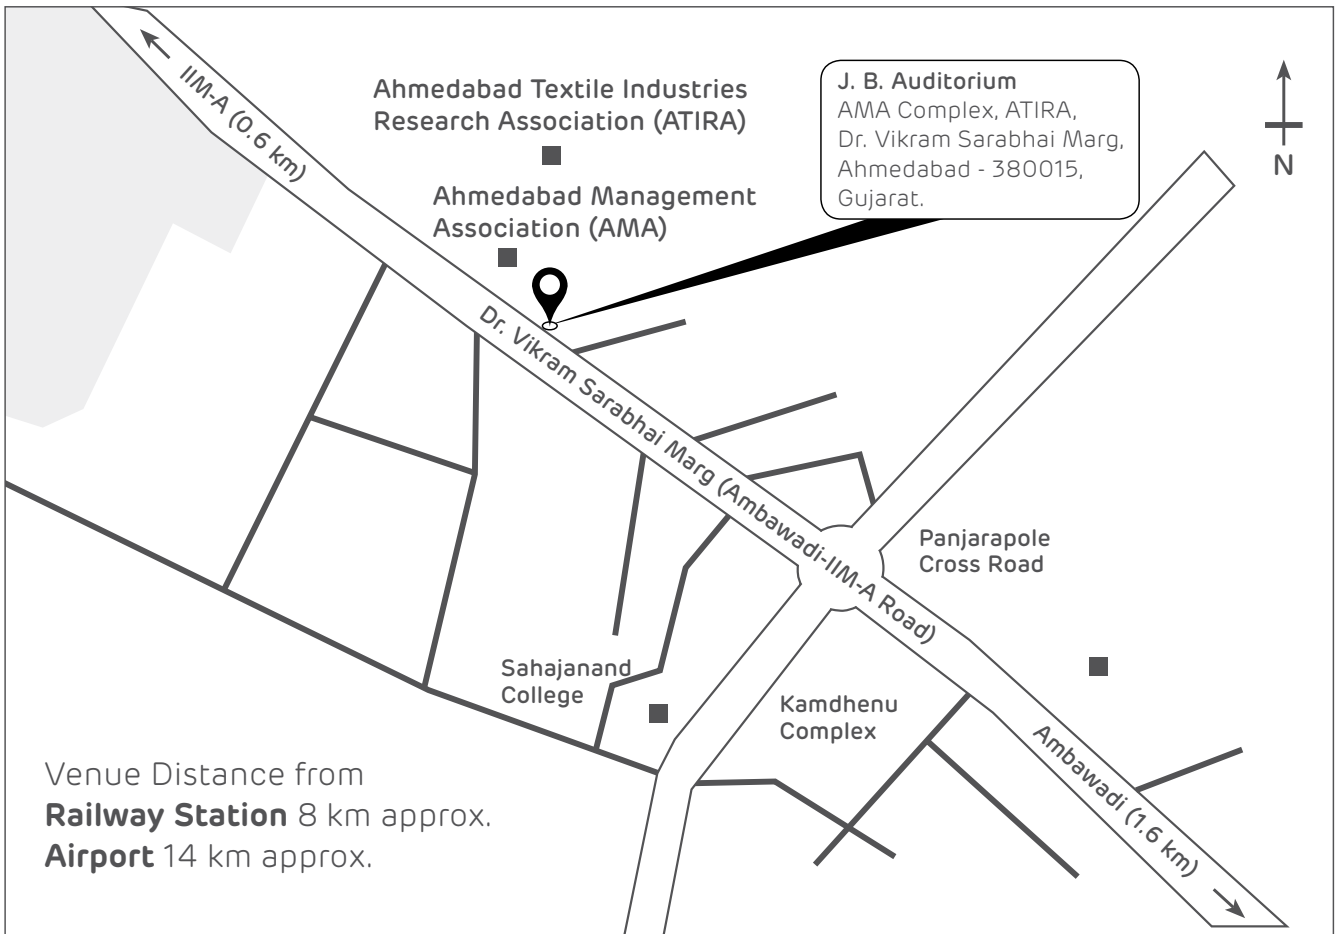 IIM-A (0.6 km)
Ahmedabad Textile Industries
Research Association (ATIRA)
Ahmedabad Management
Association (AMA)
J. B. Auditorium
AMA Complex, ATIRA,
Dr. Vikram Sarabhai Marg,
Ahmedabad - 380015,
Gujarat.
N
Dr. Vikram Sarabhai Marg (Ambawadi-IIM-A Road)
Panjarapole
Cross Road
Sahajanand
College
Kamdhenu
Complex
Ambawadi (1.6 km)
Venue Distance from
Railway Station 8 km approx.
Airport 14 km approx.